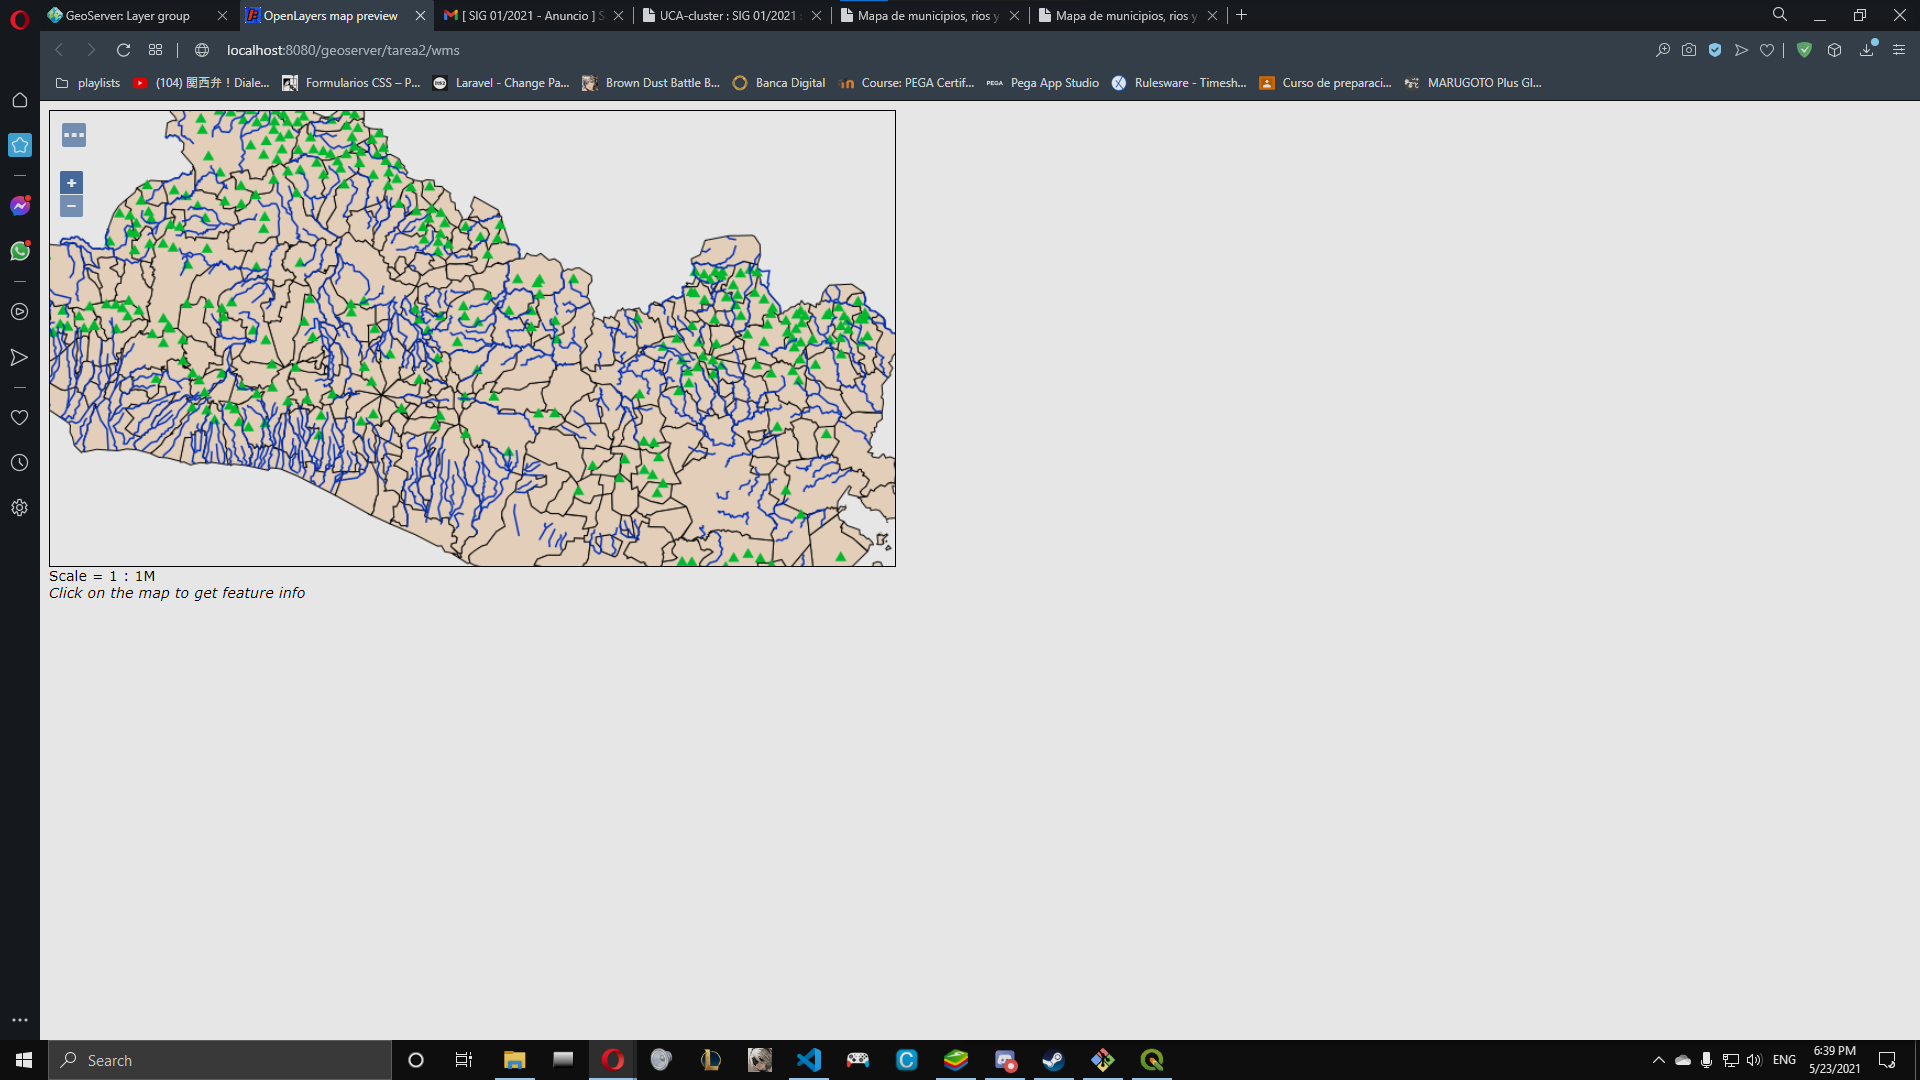 GeoServer: Layer group
OpenLayers map preview
[ SIG 01/2021 - Anuncio ] S
UCA-cluster : SIG 01/2021 :
Mapa de municipios, rios y
Mapa de municipios, rios y
localhost:8080/geoserver/tarea2/wms
playlists
(104) 関西弁！Diale...
Formularios CSS – P...
Laravel - Change Pa...
Brown Dust Battle B...
Banca Digital
Course: PEGA Certif...
PEGA
Pega App Studio
Rulesware - Timesh...
Curso de preparaci...
MARUGOTO Plus GI...
+
−
Scale = 1 : 1M
Click on the map to get feature info
Search
ENG
6:39 PM
5/23/2021